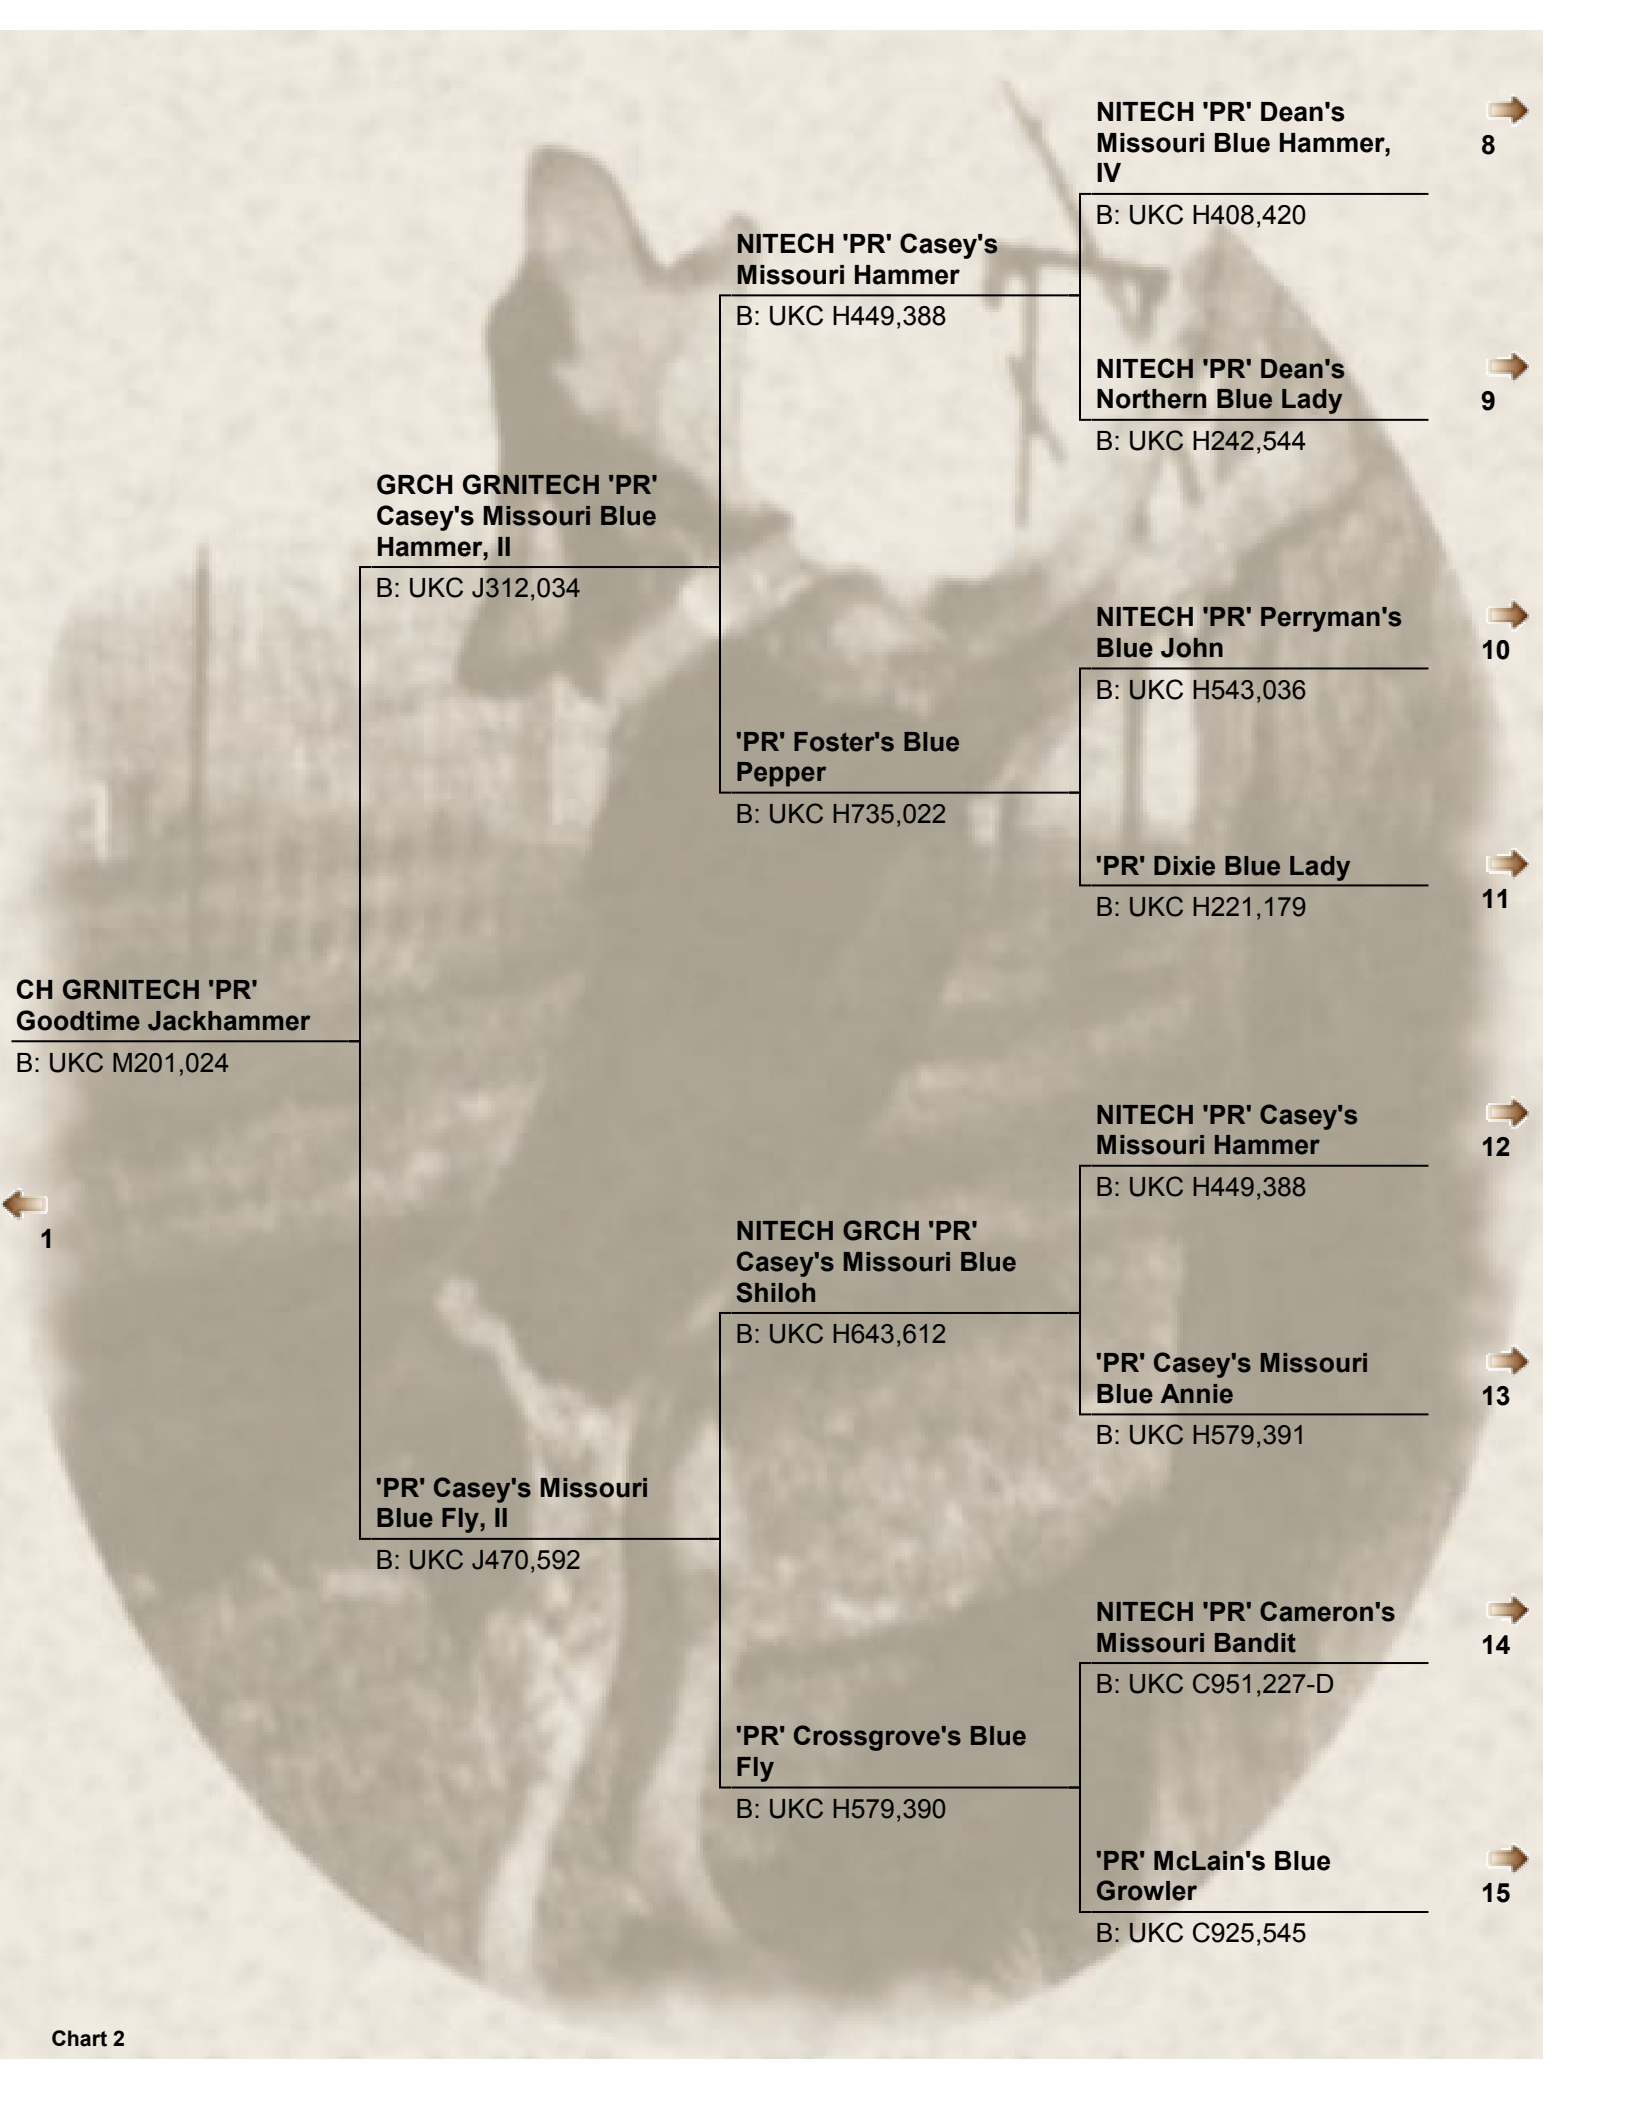 NITECH 'PR' Dean's
Missouri Blue Hammer,
IV
8
B: UKC H408,420
NITECH 'PR' Casey's
Missouri Hammer
B: UKC H449,388
NITECH 'PR' Dean's
Northern Blue Lady
9
B: UKC H242,544
GRCH GRNITECH 'PR'
Casey's Missouri Blue
Hammer, II
B: UKC J312,034
NITECH 'PR' Perryman's
Blue John
10
B: UKC H543,036
'PR' Foster's Blue
Pepper
B: UKC H735,022
'PR' Dixie Blue Lady
11
B: UKC H221,179
CH GRNITECH 'PR'
Goodtime Jackhammer
B: UKC M201,024
1
NITECH 'PR' Casey's
Missouri Hammer
12
B: UKC H449,388
NITECH GRCH 'PR'
Casey's Missouri Blue
Shiloh
B: UKC H643,612
'PR' Casey's Missouri
Blue Annie
13
B: UKC H579,391
'PR' Casey's Missouri
Blue Fly, II
B: UKC J470,592
NITECH 'PR' Cameron's
Missouri Bandit
14
B: UKC C951,227-D
'PR' Crossgrove's Blue
Fly
B: UKC H579,390
'PR' McLain's Blue
Growler
15
B: UKC C925,545
Chart 2